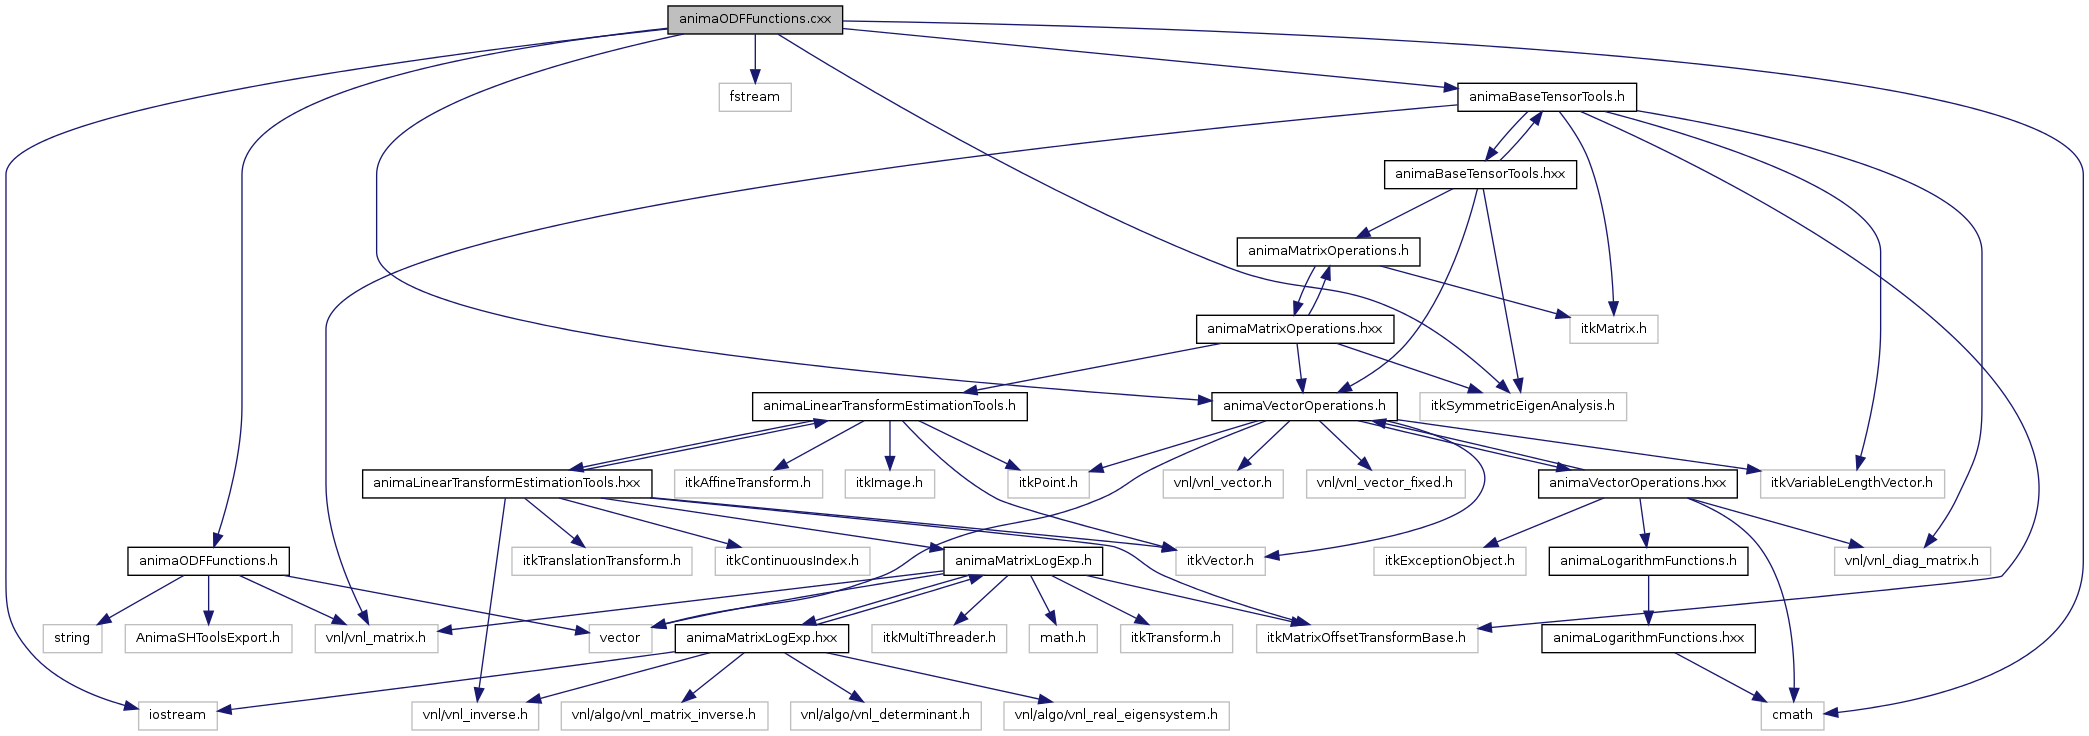 animaODFFunctions.cxx
fstream
animaBaseTensorTools.h
animaBaseTensorTools.hxx
animaMatrixOperations.h
animaMatrixOperations.hxx
itkMatrix.h
animaLinearTransformEstimationTools.h
animaVectorOperations.h
itkSymmetricEigenAnalysis.h
animaLinearTransformEstimationTools.hxx
itkAffineTransform.h
itkImage.h
itkPoint.h
vnl/vnl_vector.h
vnl/vnl_vector_fixed.h
animaVectorOperations.hxx
itkVariableLengthVector.h
animaODFFunctions.h
itkTranslationTransform.h
itkContinuousIndex.h
animaMatrixLogExp.h
itkVector.h
itkExceptionObject.h
animaLogarithmFunctions.h
vnl/vnl_diag_matrix.h
string
AnimaSHToolsExport.h
vnl/vnl_matrix.h
vector
animaMatrixLogExp.hxx
itkMultiThreader.h
math.h
itkTransform.h
itkMatrixOffsetTransformBase.h
animaLogarithmFunctions.hxx
iostream
vnl/vnl_inverse.h
vnl/algo/vnl_matrix_inverse.h
vnl/algo/vnl_determinant.h
vnl/algo/vnl_real_eigensystem.h
cmath